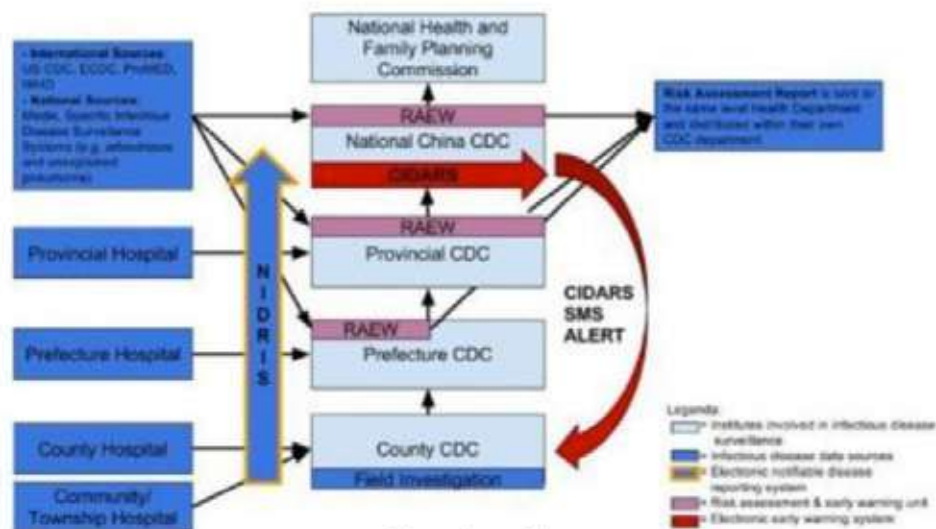 National Health and
Family Planning
Commission
- International Sources:
US CDC, ECDC, ProMED,
WHO
- National Sources:
Media, Specific Infectious
Disease Surveillance
Systems (e.g.
and unexplained
pneumonia)
RAEW
National China CDC
CIDARS
Risk Assessment Report is sent to
the same level Health Department
and distributed within their own
CDC department
RAEW
Provincial CDC
Provincial Hospital
NIDRIS
CIDARS
SMS
ALERT
RAEW
Prefecture CDC
Prefecture Hospital
County Hospital
County CDC
Field Investigation
Community/
Township Hospital
Legenda:
= Institutes involved in infectious disease
surveillance
= Infectious disease data sources
= Electronic notifiable disease
reporting system
= Risk assessment & early warning unit
= Electronic early warning system